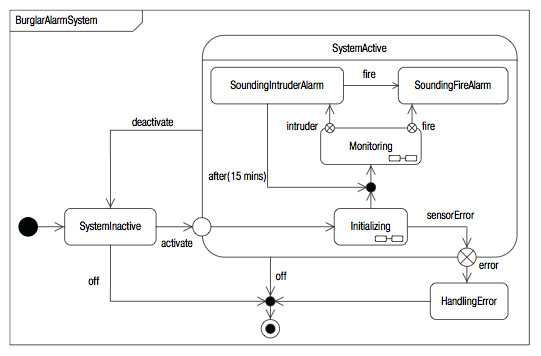 BurglarAlarmSystem
SystemActive
SoundingIntruderAlarm
fire
SoundingFireAlarm
deactivate
intruder
fire
Monitoring
after(15 mins)
SystemInactive
activate
Initializing
sensorError
error
off
off
HandlingError